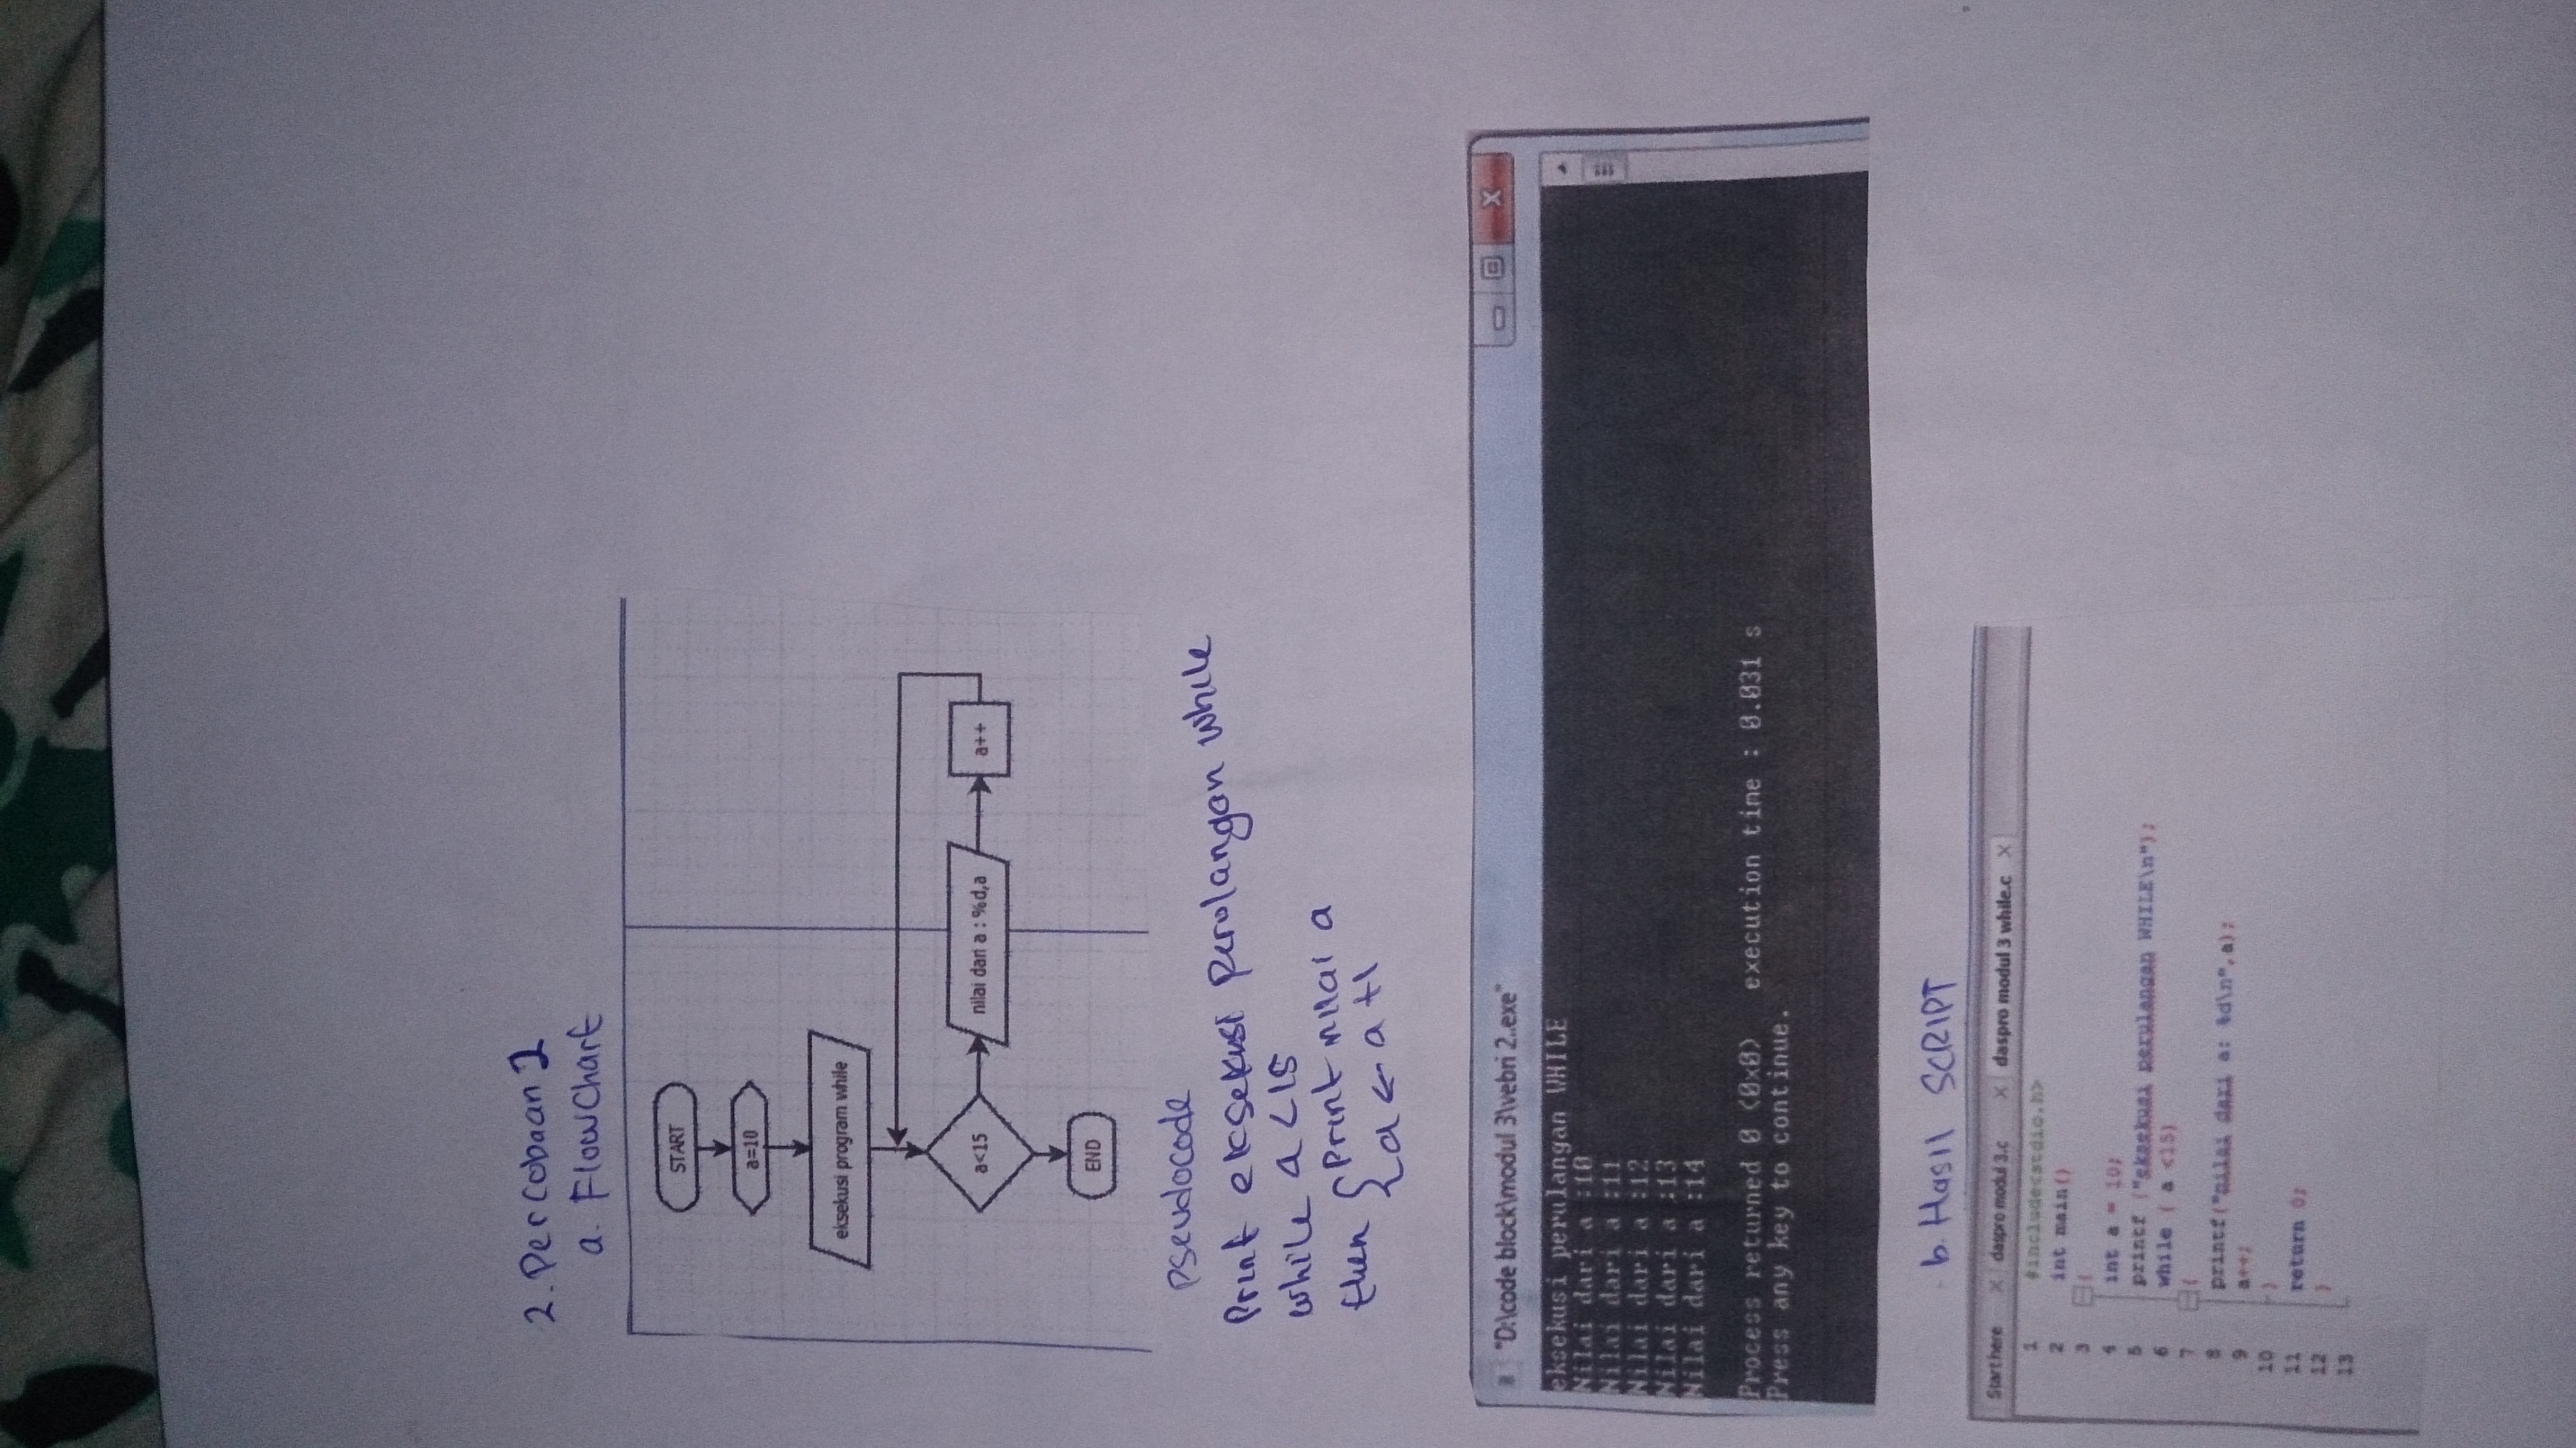 2. Percobaan 2
a. Flowchart
START
a=10
eksekusi program while
a<15
nilai dari a : %d,a
a++
END
pseudocode
Print eksekusi perulangan while
while a < 15
then { Print nilai a
a ← a +1
"D:\code block\modul 3\vebri 2..exe"
eksekusi perulangan WHILE
Nilai dari a :10
Nilai dari a :11
Nilai dari a :12
Nilai dari a :13
Nilai dari a :14
Process returned 0 (0x0)   execution time : 0.031 s
Press any key to continue.
b. Hasil SCRIPT
Start here × daspro modul 3.c × daspro modul 3 while.c ×
1 #include<stdio.h>
2 int main()
3 {
4 int a = 10;
5 printf ("eksekusi perulangan WHILE\n");
6 while ( a <15)
7 {
8 printf("nilai dari a: %d\n",a);
9 a++;
10 }
11 return 0;
12 }
13